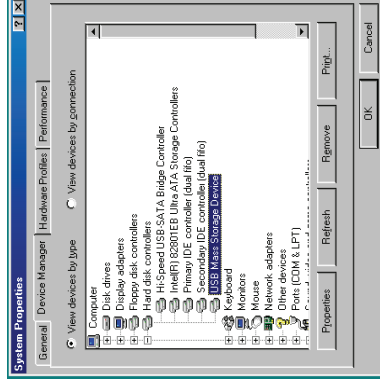 System Properties
General Device Manager Hardware Profiles Performance
View devices by type View devices by connection
Computer
Disk drives
Display adapters
Floppy disk controllers
Hard disk controllers
Hi-Speed USB-SATA Bridge Controller
Intel(R) 82801EB Ultra ATA Storage Controllers
Primary IDE controller (dual fifo)
Secondary IDE controller (dual fifo)
USB Mass Storage Device
Keyboard
Monitors
Mouse
Network adapters
Other devices
Ports (COM & LPT)
Properties Refresh Remove Print...
OK Cancel